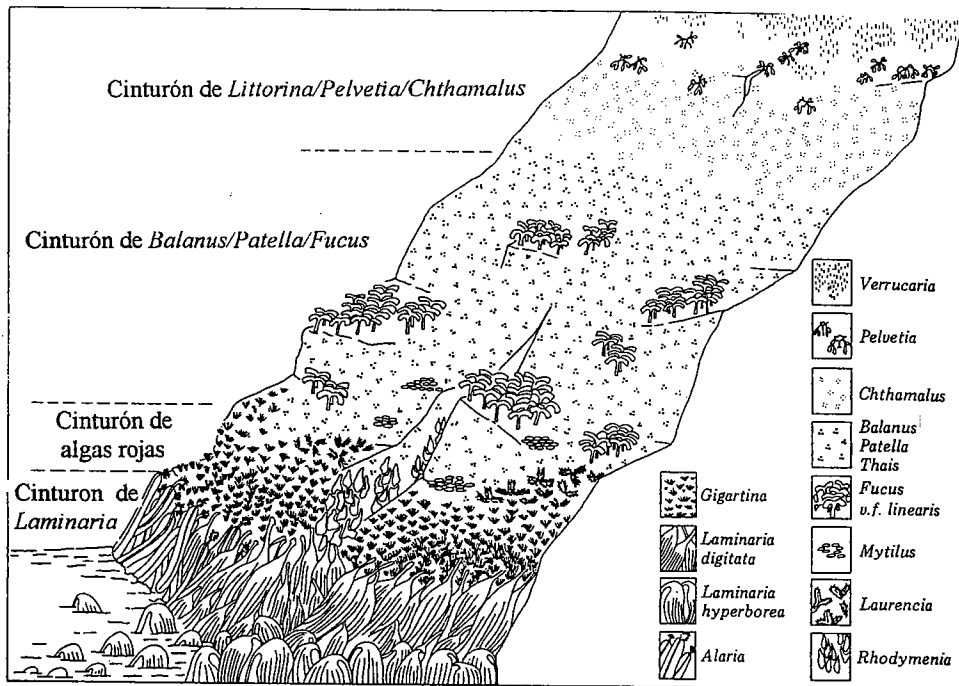 Cinturón de Littorina/Pelvetia/Chthamalus
Cinturón de Balanus/Patella/Fucus
Cinturón de
algas rojas
Cinturon de
Laminaria
Gigartina
Laminaria
digitata
Laminaria
hyperborea
Alaria
Verrucaria
Pelvetia
Chthamalus
Balanus
Patella
Thais
Fucus
v.f. linearis
Mytilus
Laurencia
Rhodymenia